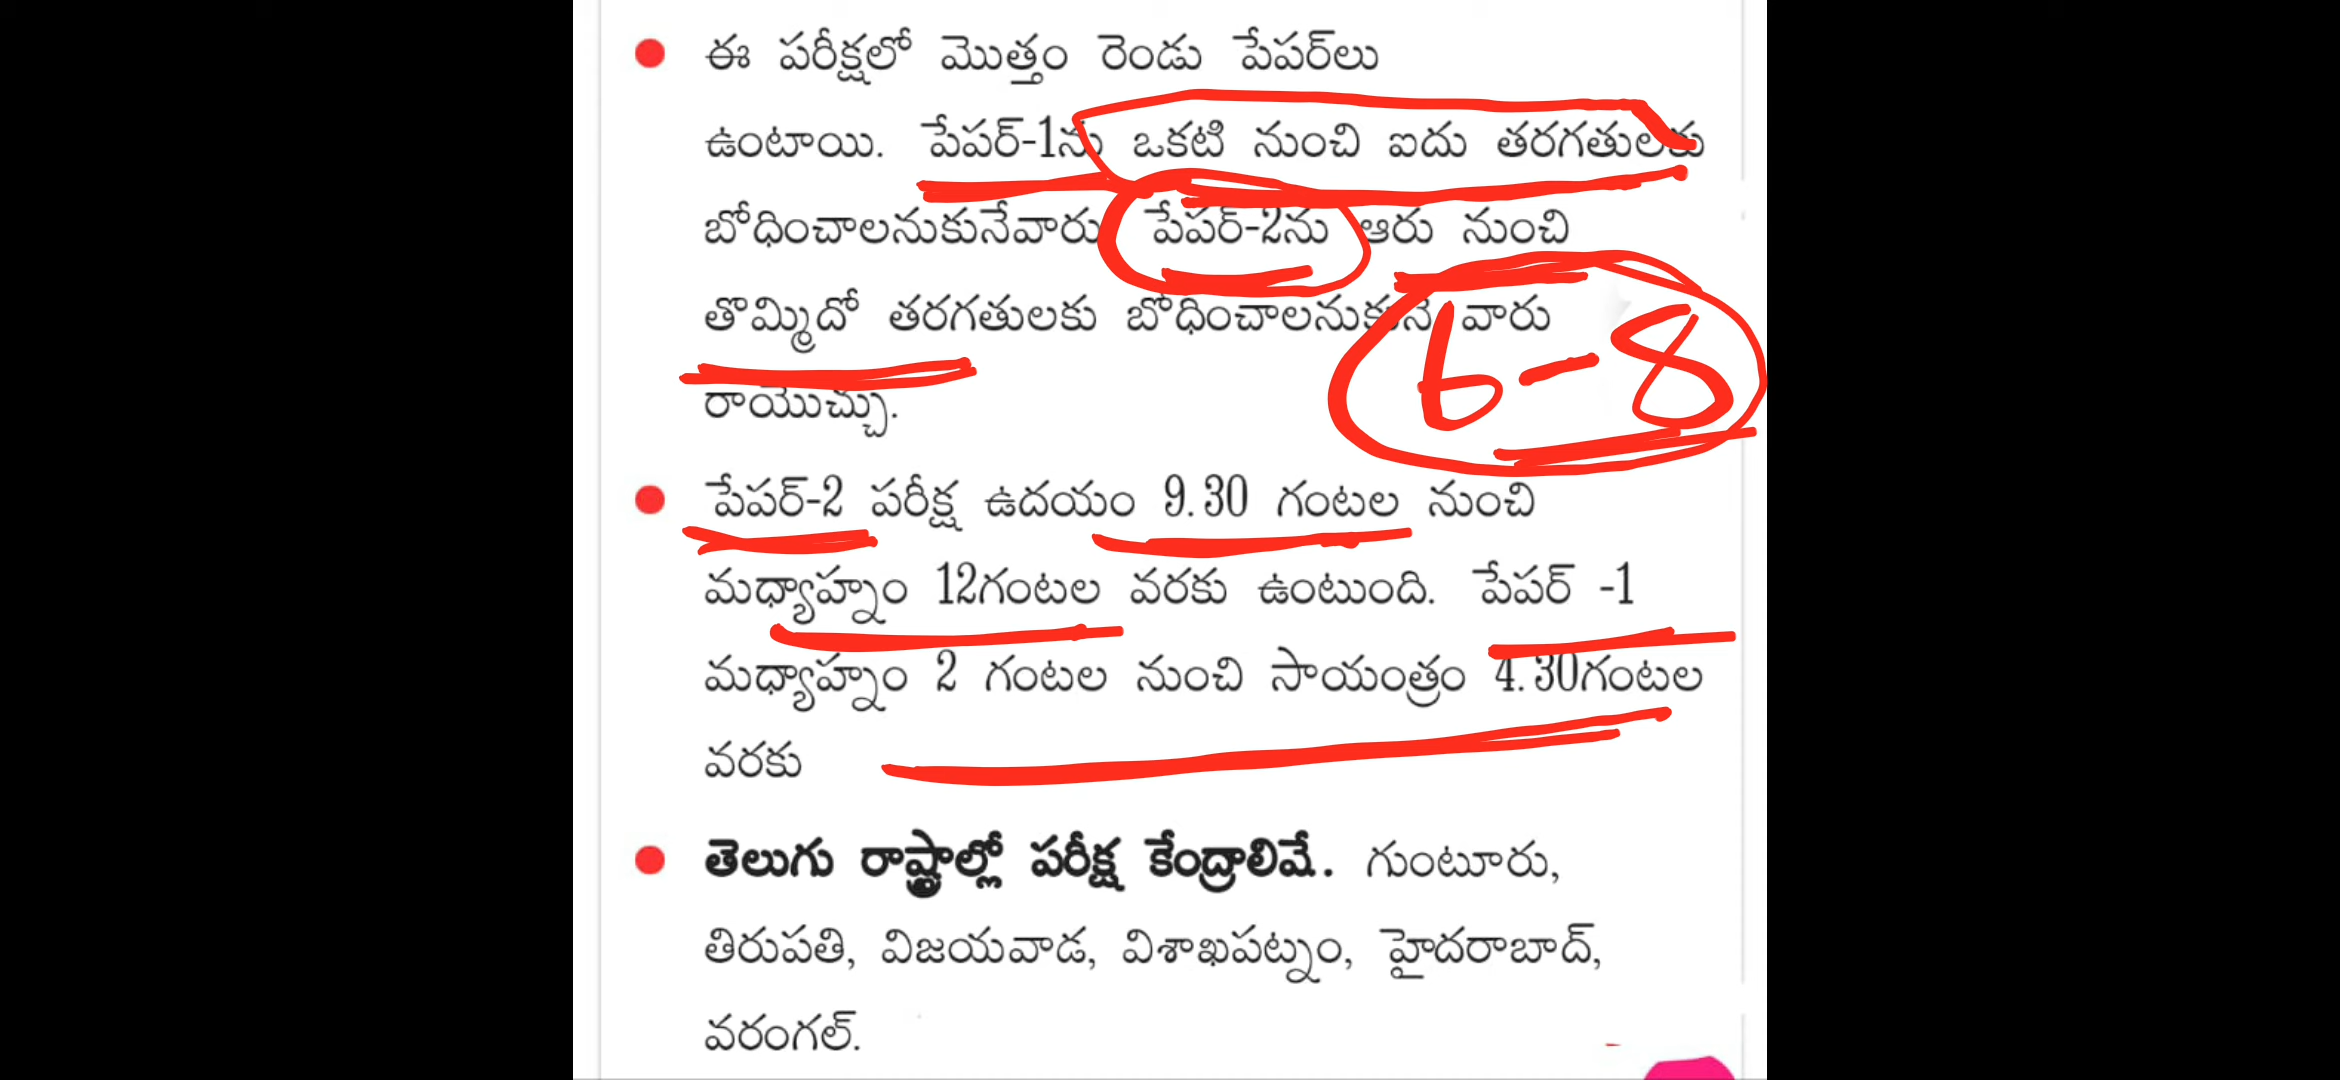 ఈ పరీక్షలో మొత్తం రెండు పేపర్‌లు
ఉంటాయి. పేపర్-1ను ఒకటి నుంచి ఐదు తరగతులకు
బోధించాలనుకునేవారు పేపర్-2ను ఆరు నుంచి
తొమ్మిదో తరగతులకు బోధించాలనుకునే వారు
6-8
రాయొచ్చు.
పేపర్-2 పరీక్ష ఉదయం 9.30 గంటల నుంచి
మధ్యాహ్నం 12గంటల వరకు ఉంటుంది. పేపర్ -1
మధ్యాహ్నం 2 గంటల నుంచి సాయంత్రం 4.30గంటల
వరకు
తెలుగు రాష్ట్రాల్లో పరీక్ష కేంద్రాలివే. గుంటూరు,
తిరుపతి, విజయవాడ, విశాఖపట్నం, హైదరాబాద్,
వరంగల్.